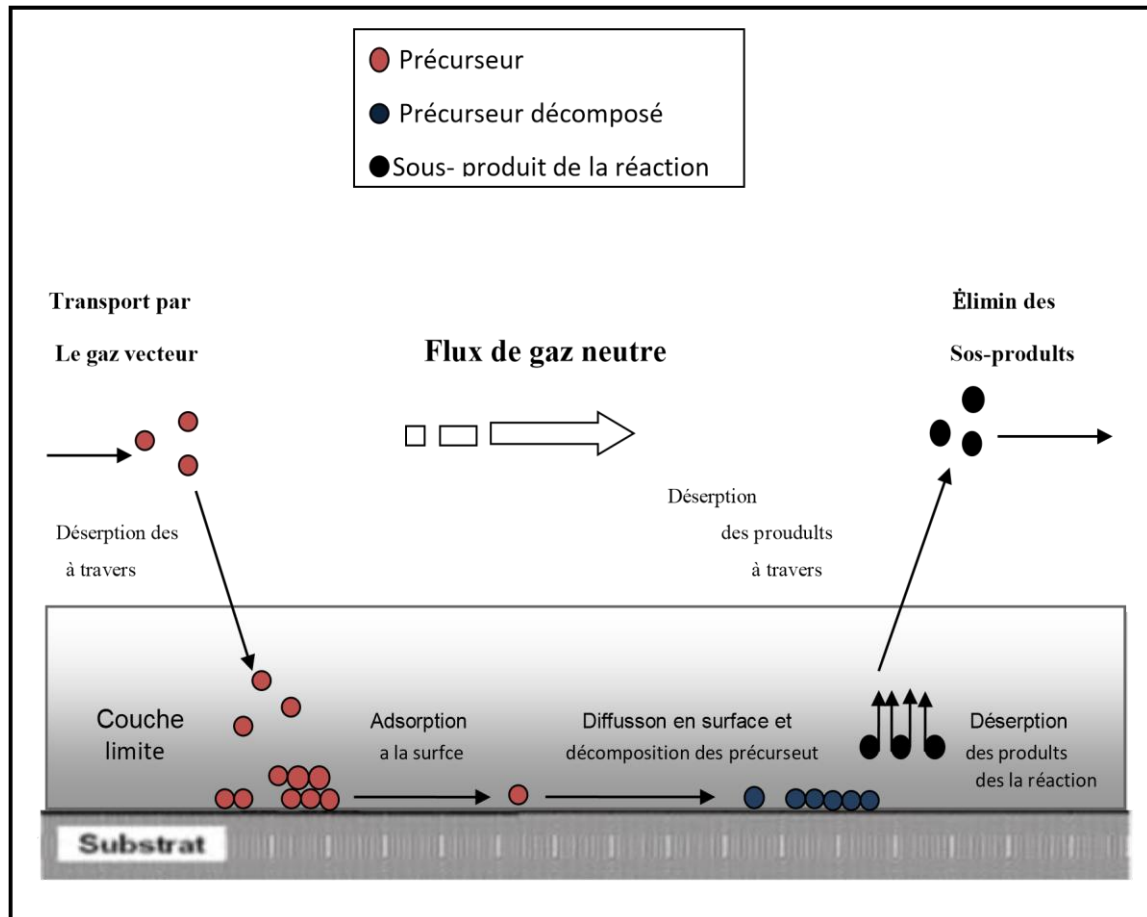 Précurseur
Précurseur décomposé
Sous- produit de la réaction
Transport par
Le gaz vecteur
Flux de gaz neutre
Ėlimin des
Sos-prodults
Déserption des
à travers
Déserption
des proudults
à travers
Couche
limite
Adsorption
a la surfce
Diffusson en surface et
décomposition des précurseut
Déserption
des produits
des la réaction
Substrat